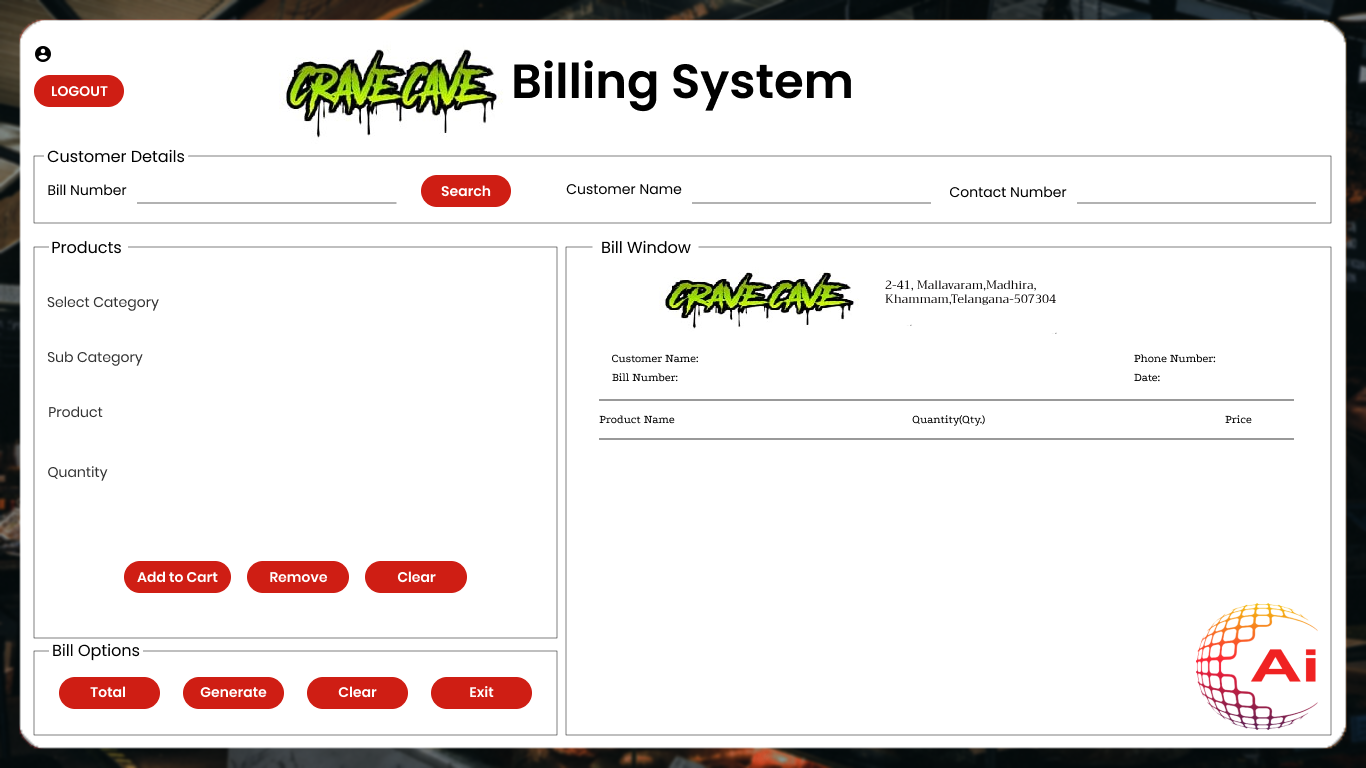 LOGOUT
CRAVE CAVE Billing System
Customer Details
Bill Number
Search
Customer Name
Contact Number
Products
Select Category
Sub Category
Product
Quantity
Add to Cart Remove Clear
Bill Options
Total Generate Clear Exit
Bill Window
CRAVE CAVE
2-41, Mallavaram,Madhira,
Khammam,Telangana-507304
Customer Name:
Phone Number:
Bill Number:
Date:
Product Name Quantity(Qty.) Price
Ai